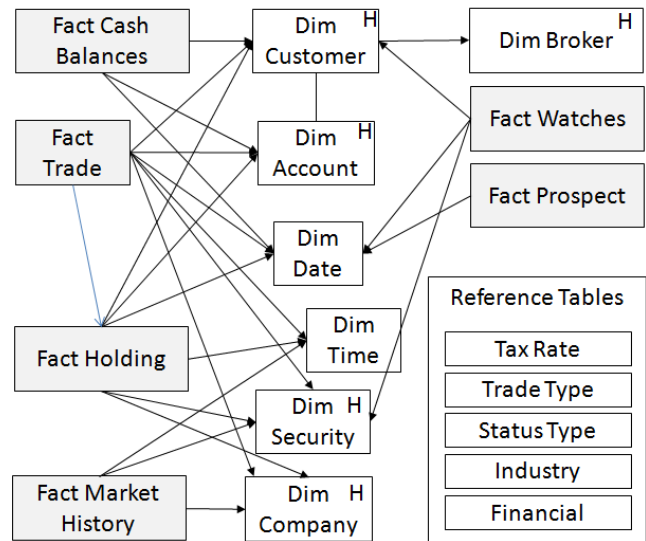 Fact Cash
Balances
Dim H
Customer
Dim Broker H
Fact
Trade
Dim H
Account
Fact Watches
Fact Prospect
Dim
Date
Fact Holding
Dim
Time
Dim H
Security
Fact Market
History
Dim H
Company
Reference Tables
Tax Rate
Trade Type
Status Type
Industry
Financial